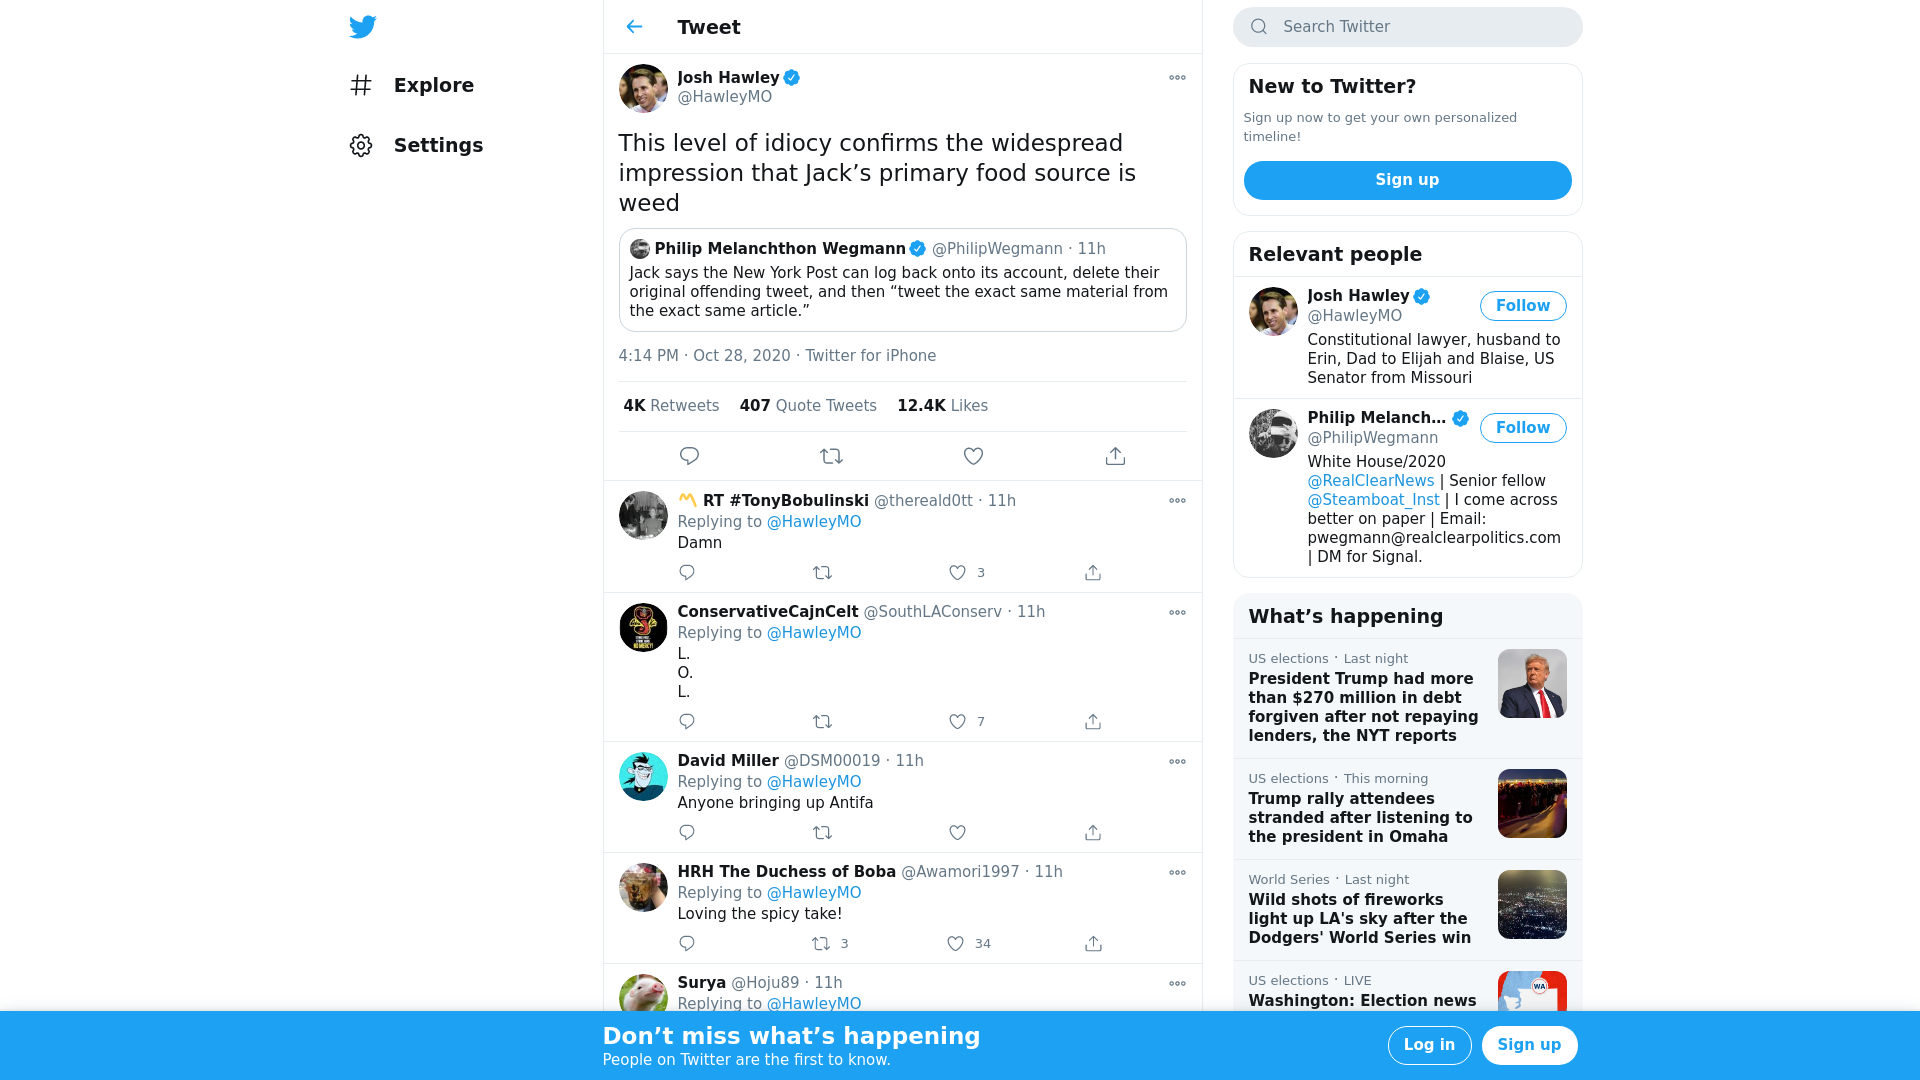 Explore
Settings
Tweet
Josh Hawley
@HawleyMO
This level of idiocy confirms the widespread
impression that Jack’s primary food source is
weed
Philip Melanchthon Wegmann @PhilipWegmann · 11h
Jack says the New York Post can log back onto its account, delete their
original offending tweet, and then “tweet the exact same material from
the exact same article.”
4:14 PM · Oct 28, 2020 · Twitter for iPhone
4K Retweets 407 Quote Tweets 12.4K Likes
RT #TonyBobulinski @thereald0tt · 11h
Replying to @HawleyMO
Damn
3
ConservativeCajnCelt @SouthLAConserv · 11h
Replying to @HawleyMO
L.
O.
L.
7
David Miller @DSM00019 · 11h
Replying to @HawleyMO
Anyone bringing up Antifa
HRH The Duchess of Boba @Awamori1997 · 11h
Replying to @HawleyMO
Loving the spicy take!
3 34
Surya @Hoju89 · 11h
Replying to @HawleyMO
Search Twitter
New to Twitter?
Sign up now to get your own personalized
timeline!
Sign up
Relevant people
Josh Hawley
@HawleyMO
Follow
Constitutional lawyer, husband to
Erin, Dad to Elijah and Blaise, US
Senator from Missouri
Philip Melanch...
@PhilipWegmann
Follow
White House/2020
@RealClearNews | Senior fellow
@Steamboat_Inst | I come across
better on paper | Email:
pwegmann@realclearpolitics.com
| DM for Signal.
What’s happening
US elections · Last night
President Trump had more
than $270 million in debt
forgiven after not repaying
lenders, the NYT reports
US elections · This morning
Trump rally attendees
stranded after listening to
the president in Omaha
World Series · Last night
Wild shots of fireworks
light up LA's sky after the
Dodgers' World Series win
US elections · LIVE
Washington: Election news
WA
Don’t miss what’s happening
People on Twitter are the first to know.
Log in
Sign up